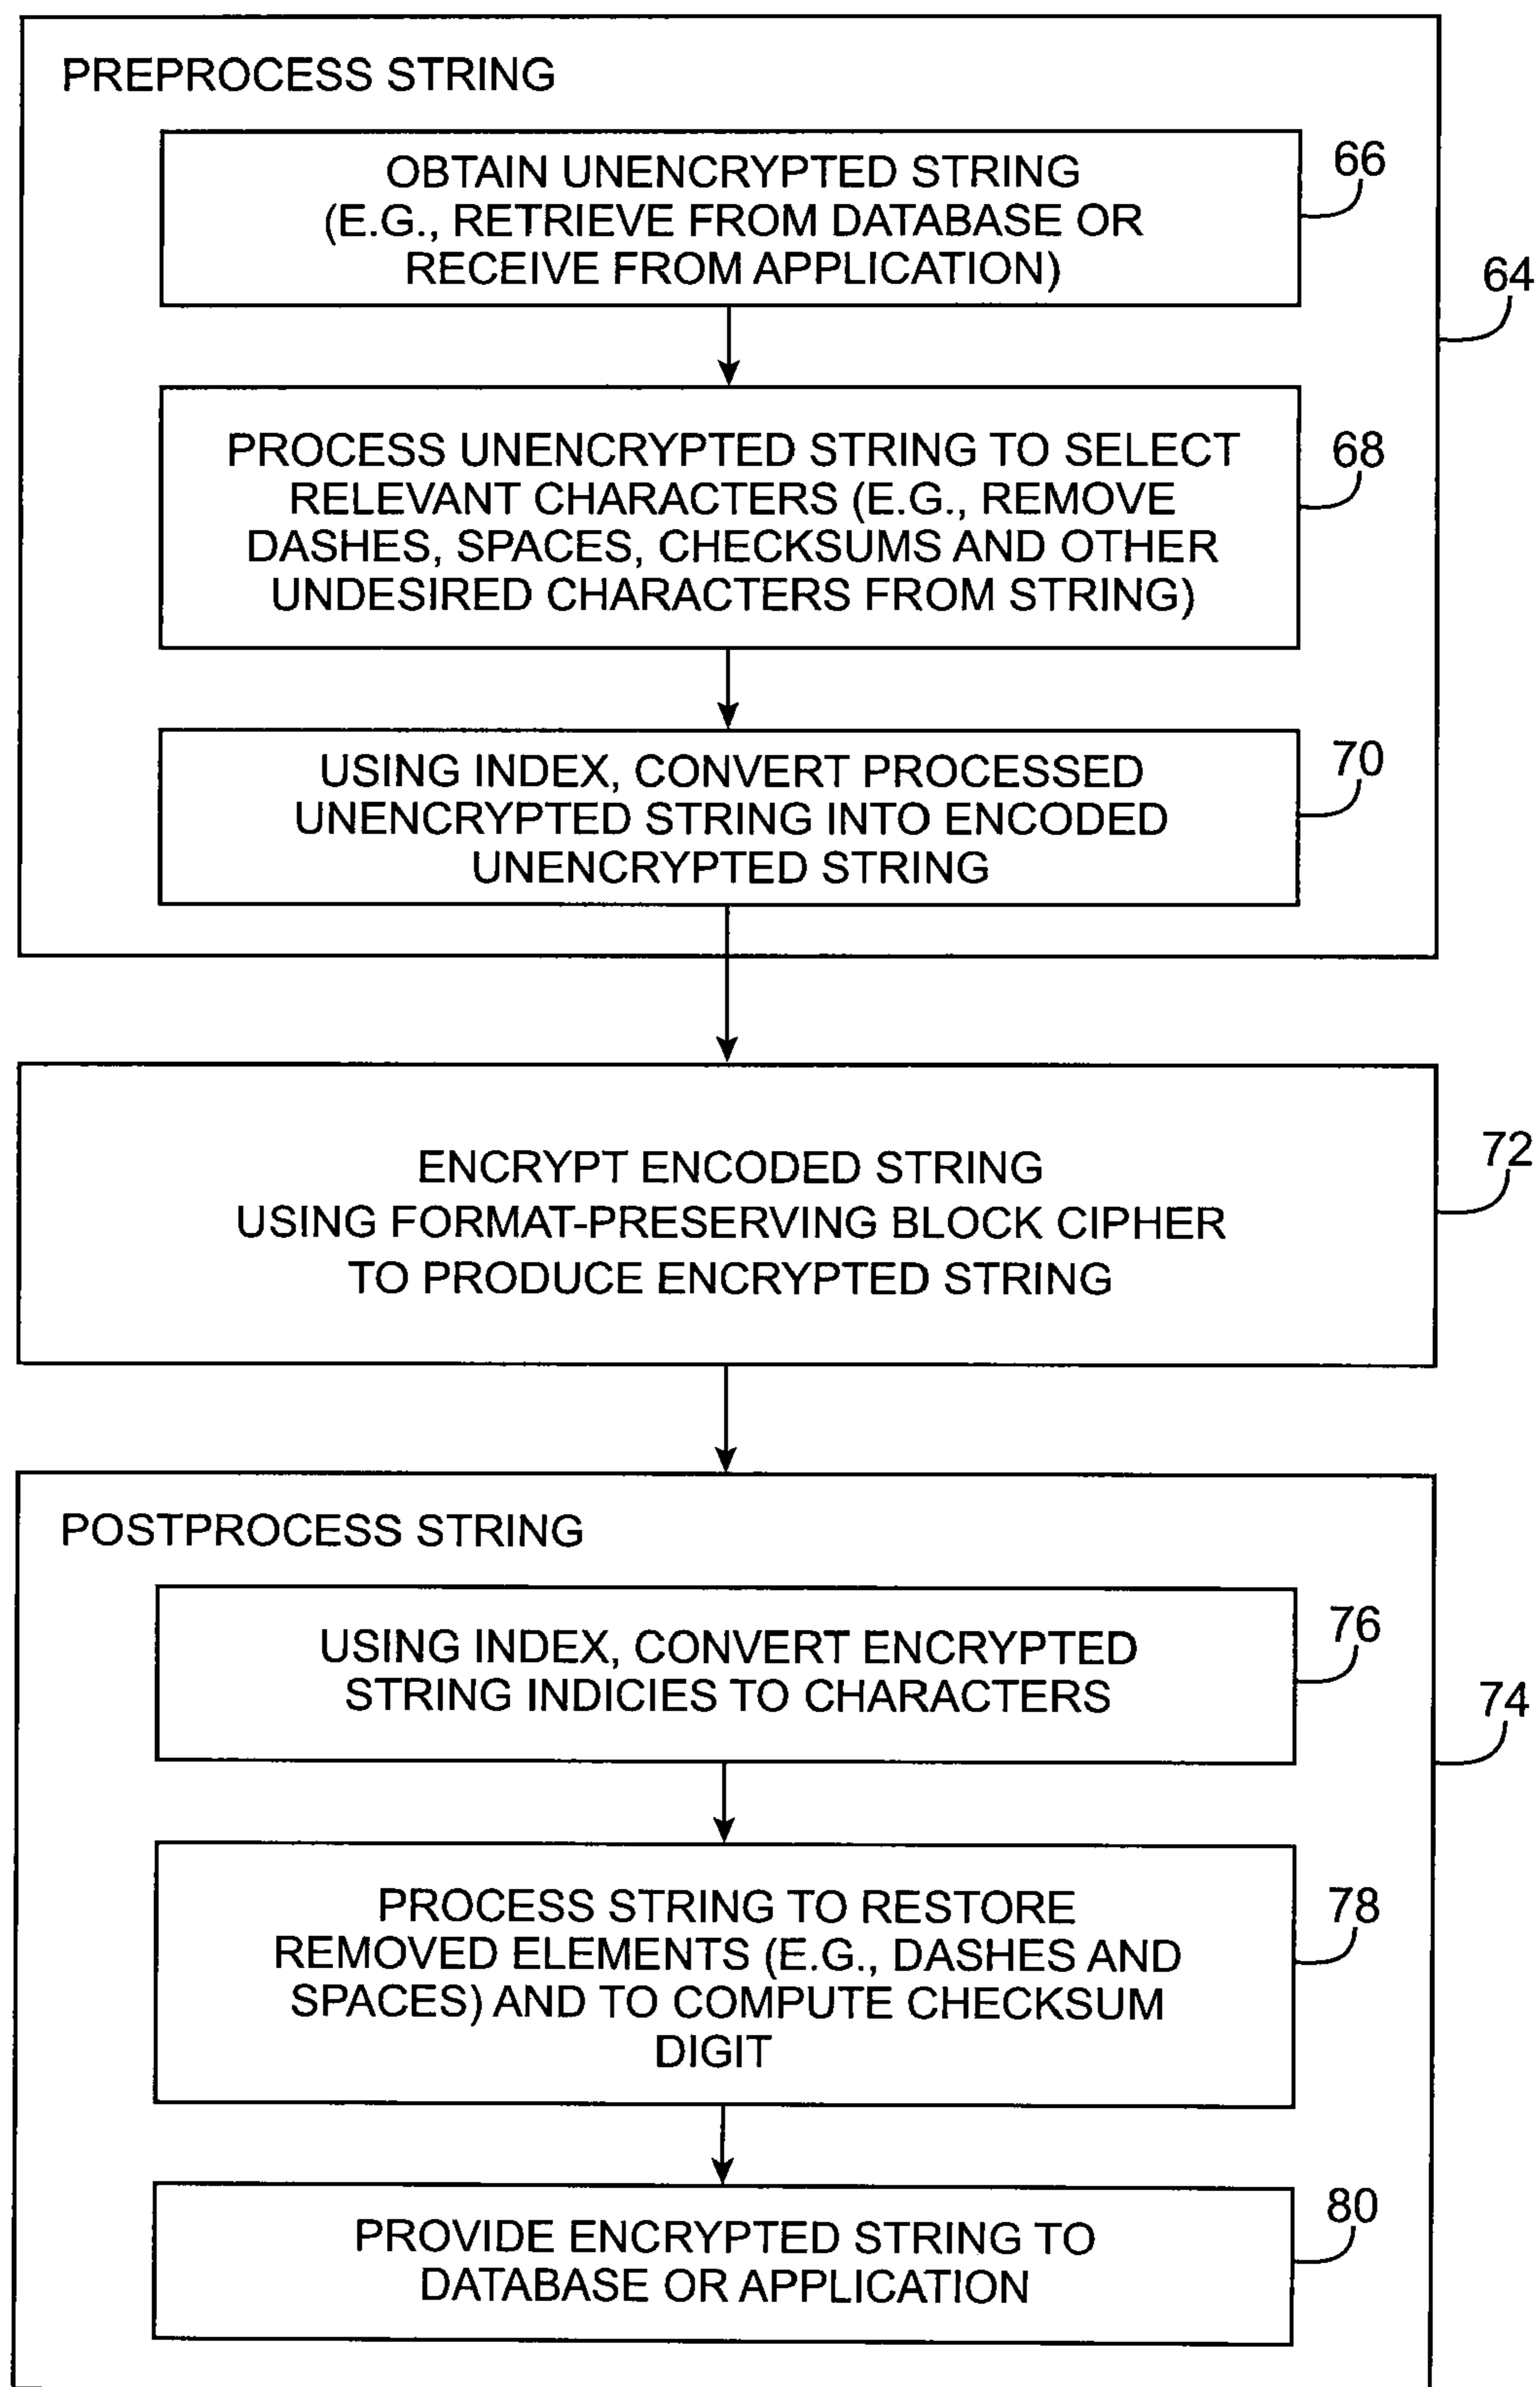 PREPROCESS STRING
OBTAIN UNENCRYPTED STRING
(E.G., RETRIEVE FROM DATABASE OR
RECEIVE FROM APPLICATION)
66
64
PROCESS UNENCRYPTED STRING TO SELECT
RELEVANT CHARACTERS (E.G., REMOVE
DASHES, SPACES, CHECKSUMS AND OTHER
UNDESIRED CHARACTERS FROM STRING)
68
USING INDEX, CONVERT PROCESSED
UNENCRYPTED STRING INTO ENCODED
UNENCRYPTED STRING
70
ENCRYPT ENCODED STRING
USING FORMAT-PRESERVING BLOCK CIPHER
TO PRODUCE ENCRYPTED STRING
72
POSTPROCESS STRING
USING INDEX, CONVERT ENCRYPTED
STRING INDICIES TO CHARACTERS
76
74
PROCESS STRING TO RESTORE
REMOVED ELEMENTS (E.G., DASHES AND
SPACES) AND TO COMPUTE CHECKSUM
DIGIT
78
PROVIDE ENCRYPTED STRING TO
DATABASE OR APPLICATION
80